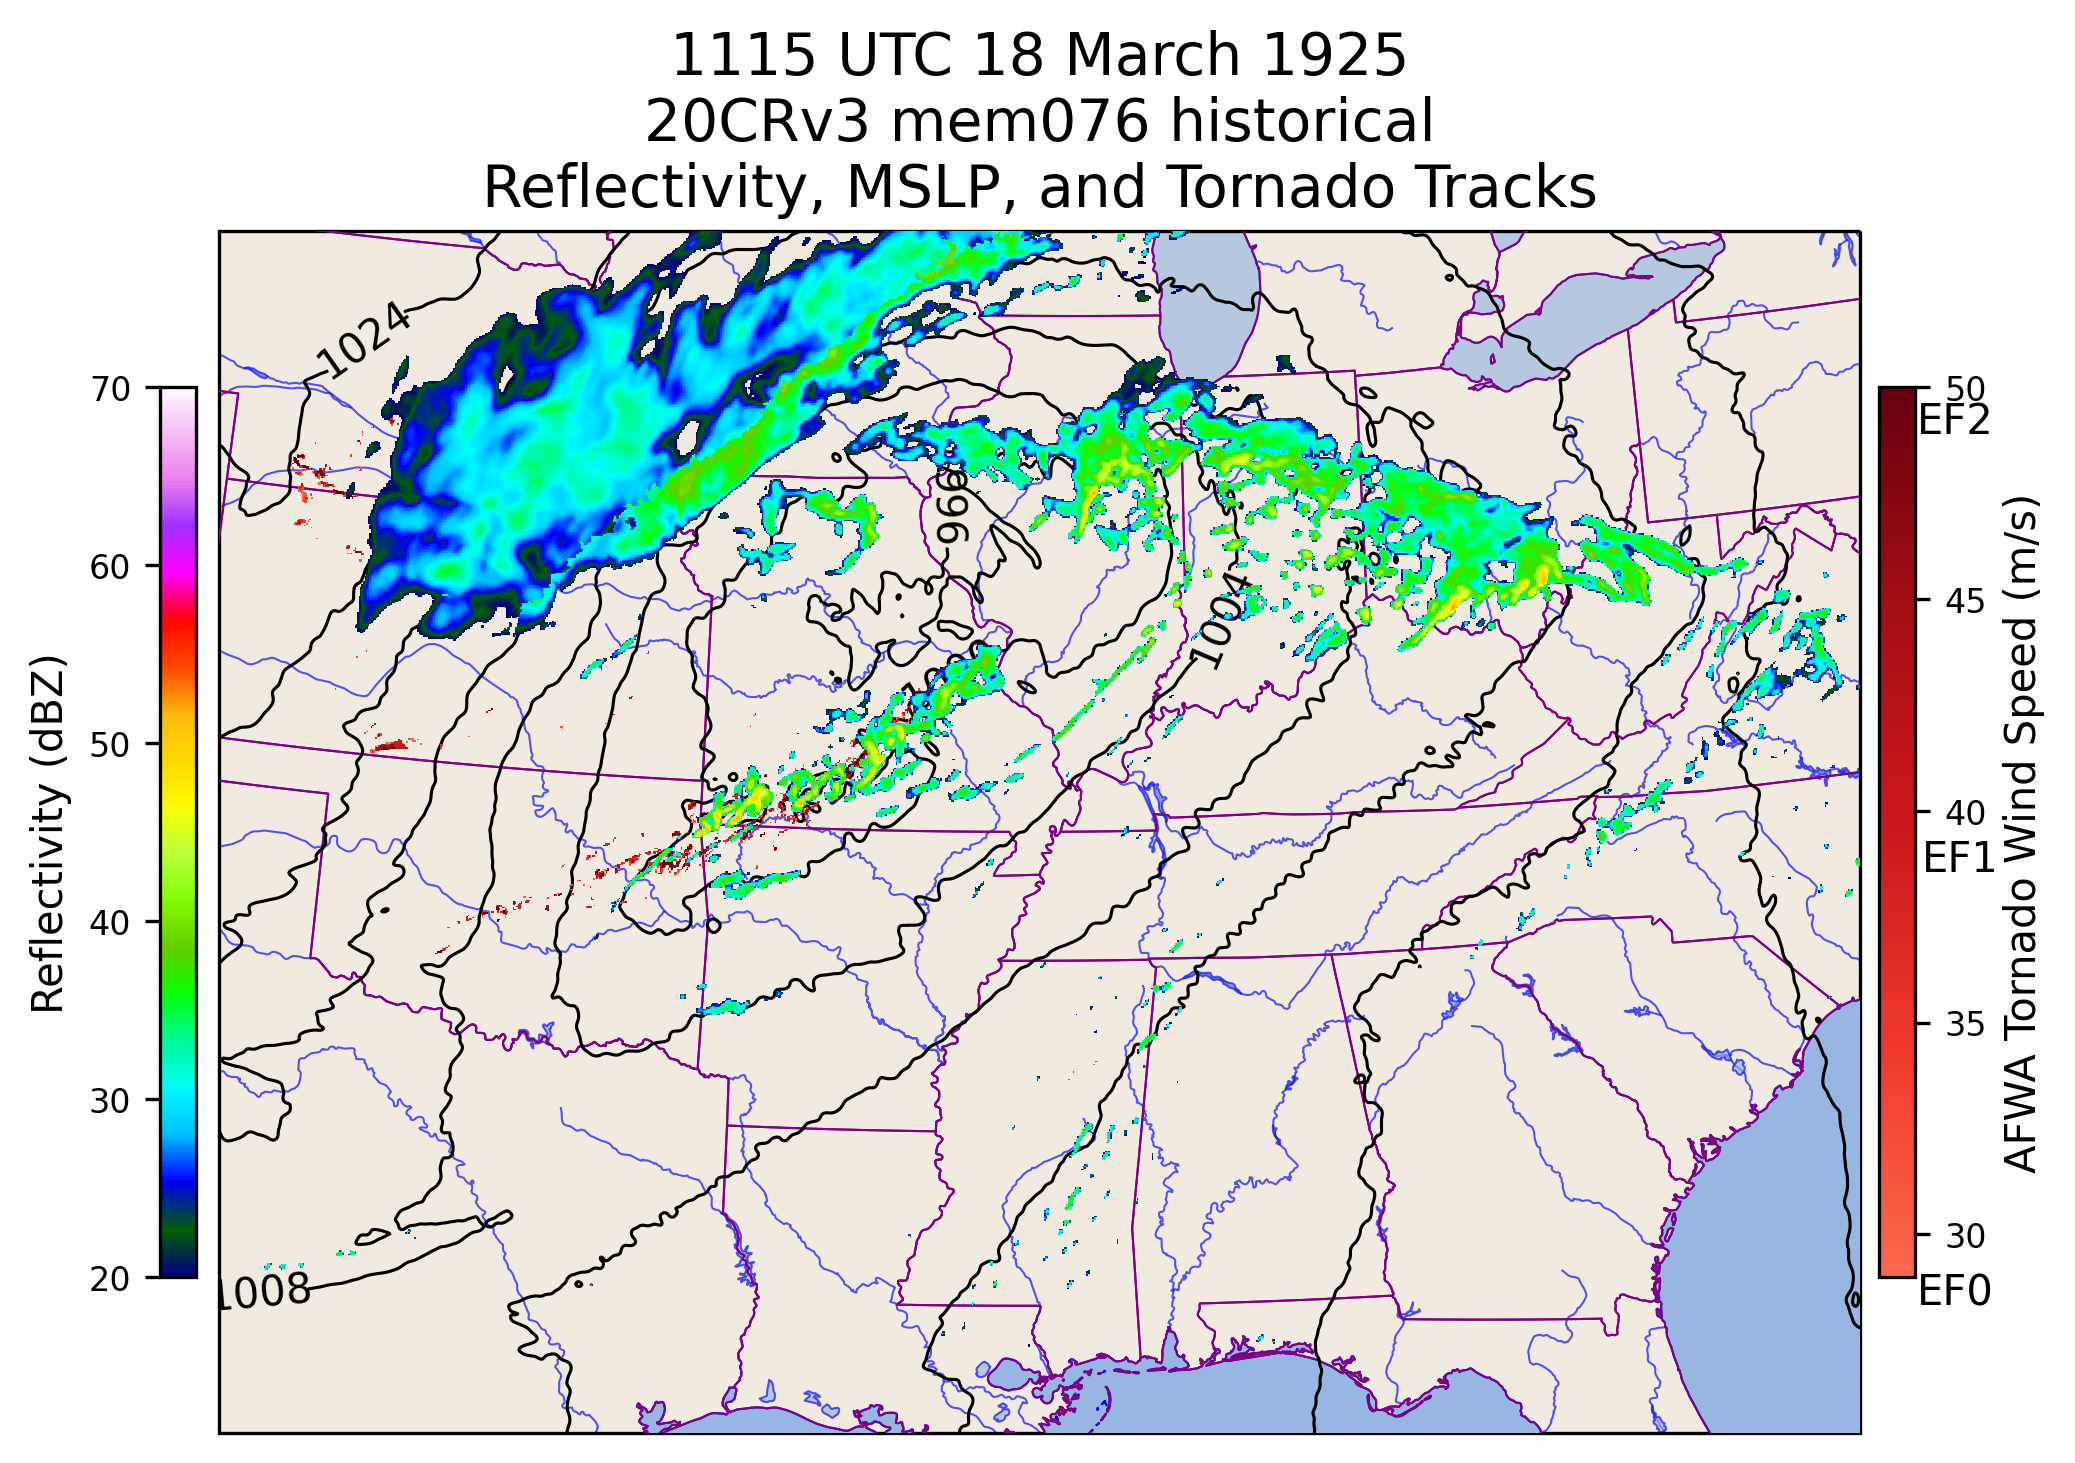 1115 UTC 18 March 1925
20CRv3 mem076 historical
Reflectivity, MSLP, and Tornado Tracks
1024
996
1004
1008
Reflectivity (dBZ)
70
60
50
40
30
20
50
EF2
45
40
EF1
35
30
EF0
AFWA Tornado Wind Speed (m/s)